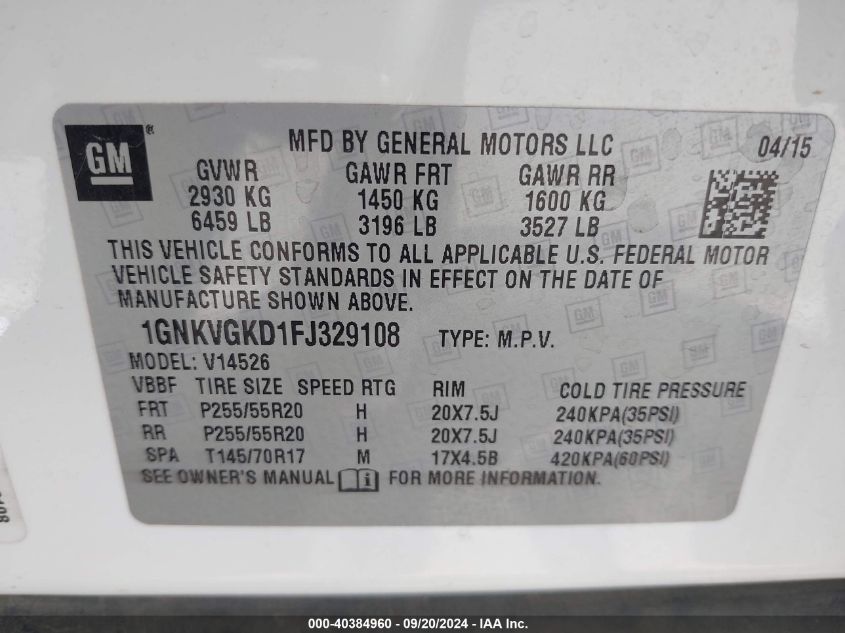 GM ®
MFD BY GENERAL MOTORS LLC 04/15
GVWR GAWR FRT GAWR RR
2930 KG 1450 KG 1600 KG
6459 LB 3196 LB 3527 LB
THIS VEHICLE CONFORMS TO ALL APPLICABLE U.S. FEDERAL MOTOR
VEHICLE SAFETY STANDARDS IN EFFECT ON THE DATE OF
MANUFACTURE SHOWN ABOVE.
1GNKVGKD1FJ329108 TYPE: M.P.V.
MODEL: V14526
VBBF TIRE SIZE SPEED RTG RIM COLD TIRE PRESSURE
FRT P255/55R20 H 20X7.5J 240KPA(35PSI)
RR P255/55R20 H 20X7.5J 240KPA(35PSI)
SPA T145/70R17 M 17X4.5B 420KPA(60PSI)
SEE OWNER'S MANUAL i FOR MORE INFORMATION.
000-40384960 - 09/20/2024 - IAA Inc.